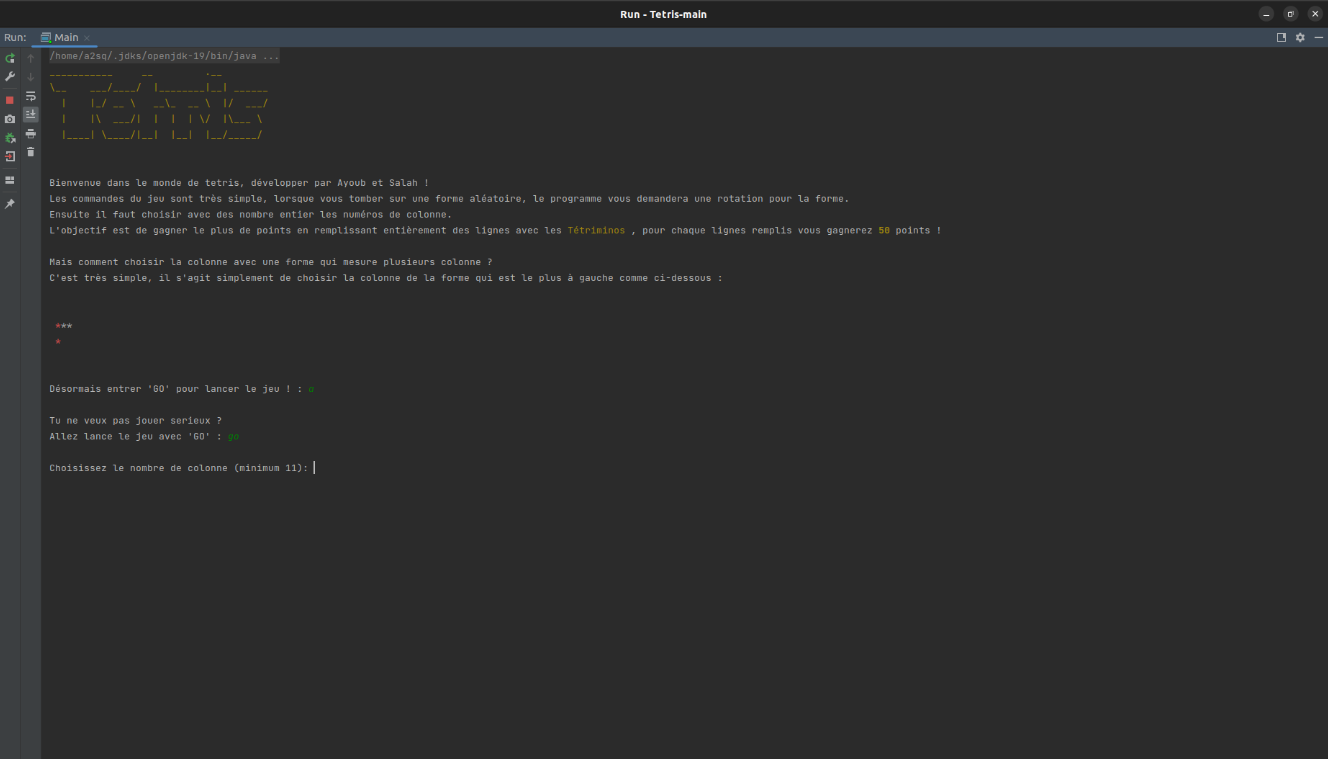 Run - Tetris-main
Run: Main
/home/a2sq/.jdks/openjdk-19/bin/java ...
___________     __         .__
\__    ___/____/  |________|__| ______
  |    |_/ __ \   __\_  __ \  |/  ___/
  |    |\  ___/|  |  |  | \/  |\___ \
  |____| \____/|__|  |__|  |__/_____/
Bienvenue dans le monde de tetris, développer par Ayoub et Salah !
Les commandes du jeu sont très simple, lorsque vous tomber sur une forme aléatoire, le programme vous demandera une rotation pour la forme.
Ensuite il faut choisir avec des nombre entier les numéros de colonne.
L'objectif est de gagner le plus de points en remplissant entièrement des lignes avec les Tétriminos , pour chaque lignes remplis vous gagnerez 50 points !
Mais comment choisir la colonne avec une forme qui mesure plusieurs colonne ?
C'est très simple, il s'agit simplement de choisir la colonne de la forme qui est le plus à gauche comme ci-dessous :
***
*
Désormais entrer 'GO' pour lancer le jeu ! : o
Tu ne veux pas jouer serieux ?
Allez lance le jeu avec 'GO' : go
Choisissez le nombre de colonne (minimum 11):